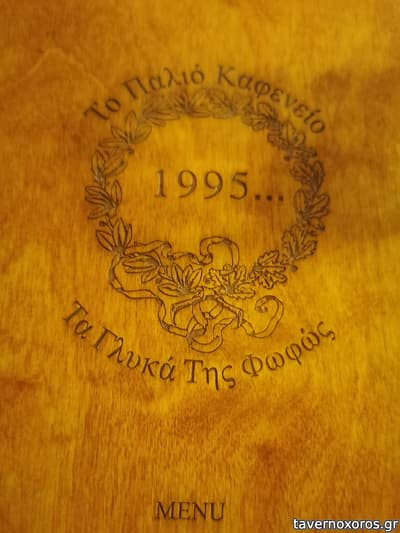 Το Παλιό Καφενείο
1995...
Τα Γλυκά Της Φωφώς
MENU
tavernoxoros.gr